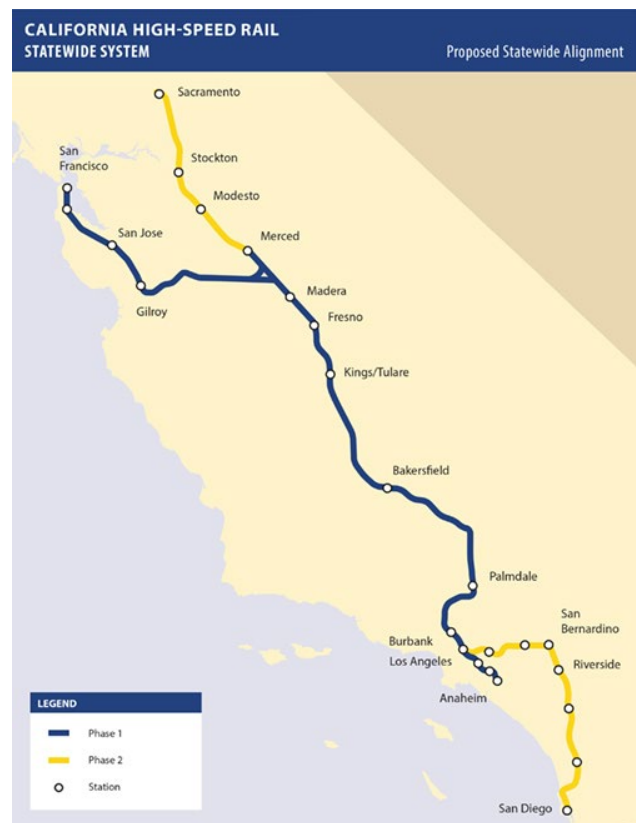 CALIFORNIA HIGH-SPEED RAIL
STATEWIDE SYSTEM
Proposed Statewide Alignment
Sacramento
San
Francisco
Stockton
Modesto
San Jose
Merced
Gilroy
Madera
Fresno
Kings/Tulare
Bakersfield
Palmdale
San
Bernardino
Burbank
Los Angeles
Riverside
Anaheim
San Diego
LEGEND
Phase 1
Phase 2
Station